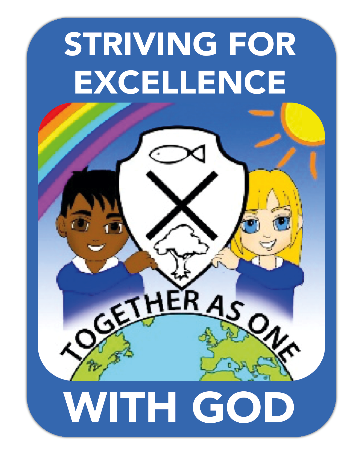 STRIVING FOR
EXCELLENCE
TOGETHER AS ONE
WITH GOD